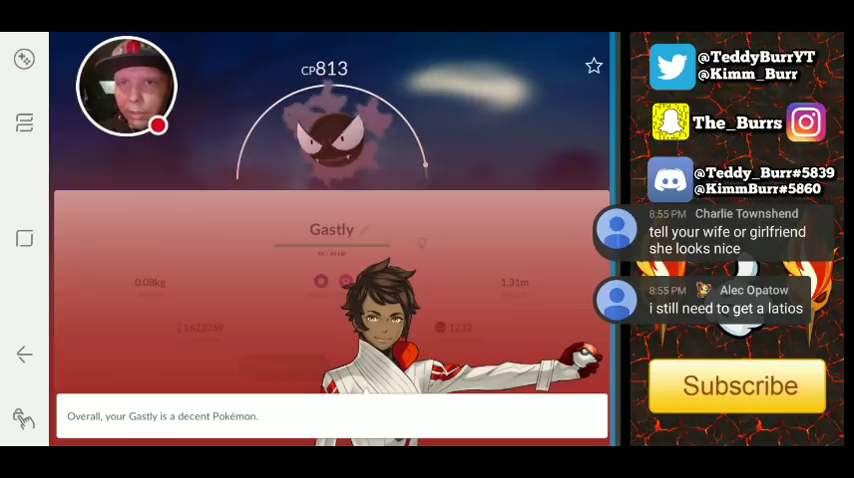 CP813
Gastly
0.08kg
1.31m
1623769
1232
Overall, your Gastly is a decent Pokémon.
@TeddyBurrYT
@Kimm_Burr
The_Burrs
@Teddy_Burr#5839
@KimmBurr#5860
8:55 PM Charlie Townshend
tell your wife or girlfriend
she looks nice
8:55 PM Alec Opatow
i still need to get a latios
Subscribe